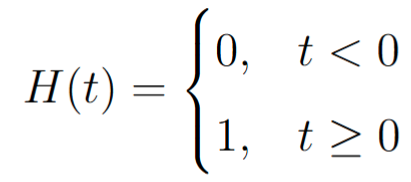 H(t) = { 0, t < 0
1, t ≥ 0